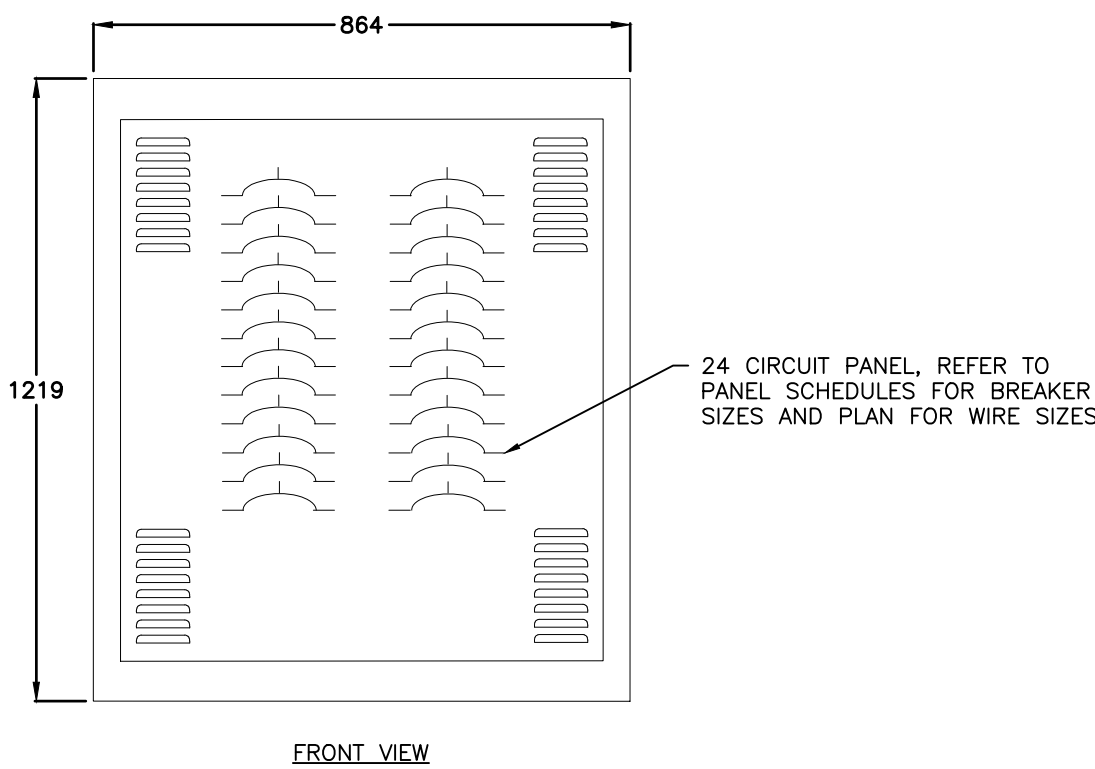 864
1219
24 CIRCUIT PANEL, REFER TO
PANEL SCHEDULES FOR BREAKER
SIZES AND PLAN FOR WIRE SIZES
FRONT VIEW